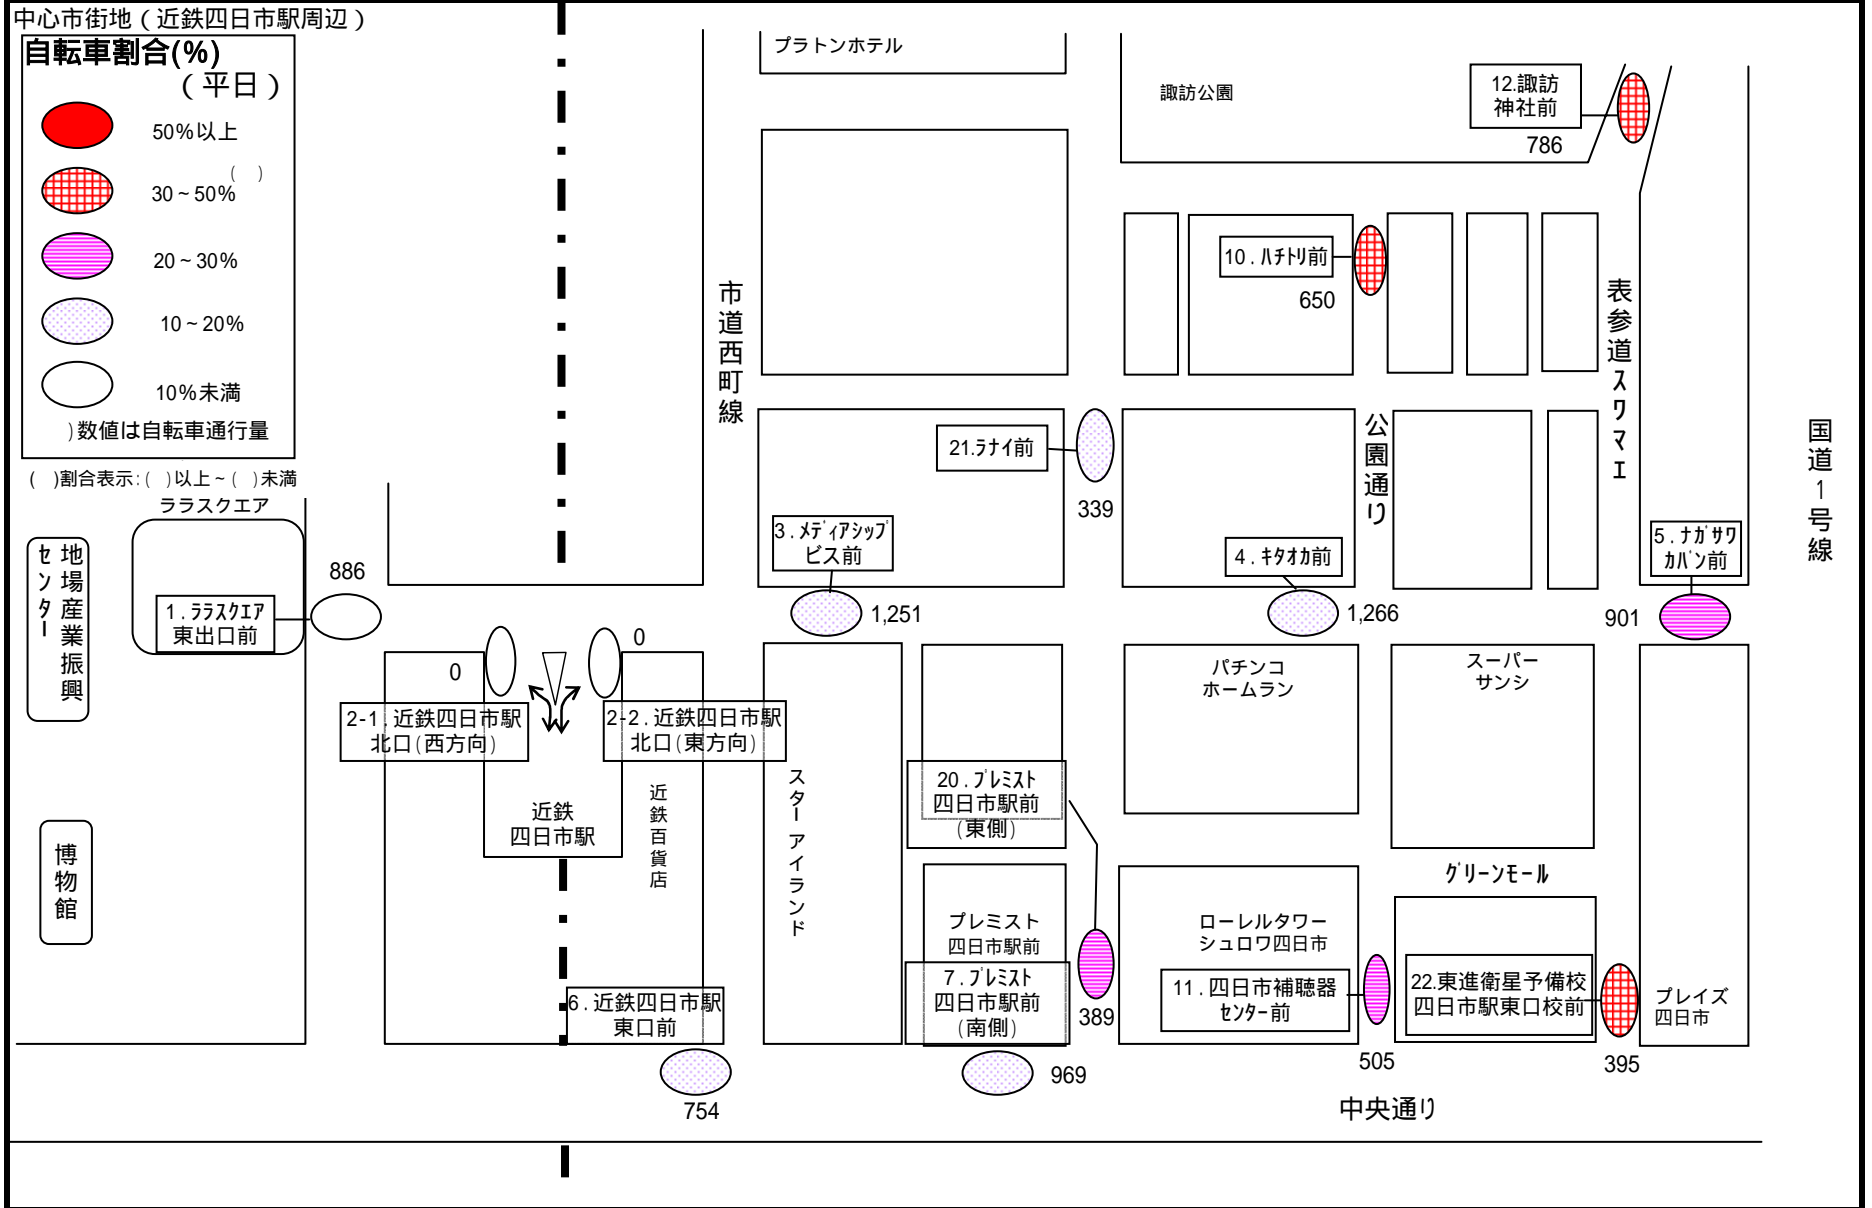 中心市街地（近鉄四日市駅周辺）
自転車割合(%)
（平日）
50%以上
(　)
30～50%
20～30%
10～20%
10%未満
)数値は自転車通行量
(　)割合表示:(　)以上～(　)未満
ララスクエア
地場産業振興
センター
886
1.ﾗﾗｽｸｴｱ
東出口前
博物館
0
0
2-1.近鉄四日市駅
北口(西方向)
2-2.近鉄四日市駅
北口(東方向)
近鉄
四日市駅
近鉄百貨店
6.近鉄四日市駅
東口前
754
市道西町線
プラトンホテル
諏訪公園
12.諏訪
神社前
786
10.ﾊﾁﾄﾘ前
650
表参道スワマエ
国道1号線
21.ﾗﾅｲ前
339
公園通り
3.ﾒﾃﾞｨｱｼｯﾌﾟ
ビス前
1,251
4.ｷﾀｵｶ前
1,266
5.ﾅｶﾞｻﾜ
ｶﾊﾞﾝ前
901
スターアイランド
パチンコ
ホームラン
スーパー
サンシ
20.ﾌﾟﾚﾐｽﾄ
四日市駅前
(東側)
グリーンモール
プレミスト
四日市駅前
7.ﾌﾟﾚﾐｽﾄ
四日市駅前
(南側)
389
969
ローレルタワー
シュロワ四日市
11.四日市補聴器
ｾﾝﾀｰ前
505
22.東進衛星予備校
四日市駅東口校前
395
プレイズ
四日市
中央通り